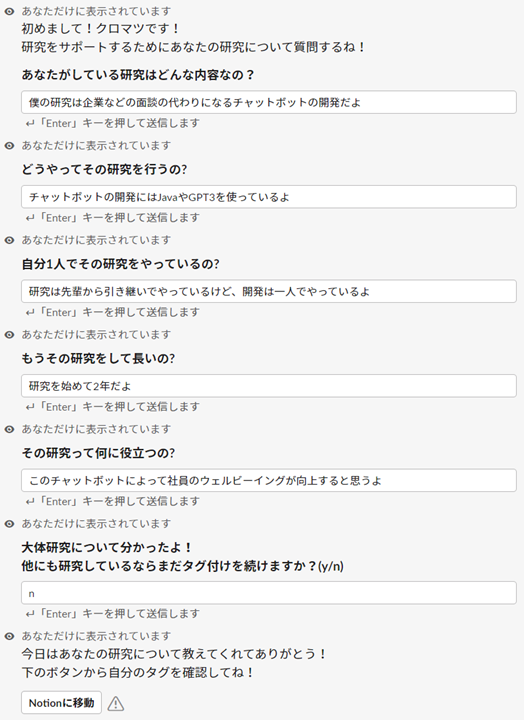 あなただけに表示されています
初めまして！クロマツです！
研究をサポートするためにあなたの研究について質問するね！
あなたがしている研究はどんな内容なの？
僕の研究は企業などの面談の代わりになるチャットボットの開発だよ
↵「Enter」キーを押して送信します
あなただけに表示されています
どうやってその研究を行うの?
チャットボットの開発にはJavaやGPT3を使っているよ
↵「Enter」キーを押して送信します
あなただけに表示されています
自分1人でその研究をやっているの?
研究は先輩から引き継いでやっているけど、開発は一人でやっているよ
↵「Enter」キーを押して送信します
あなただけに表示されています
もうその研究をして長いの?
研究を始めて2年だよ
↵「Enter」キーを押して送信します
あなただけに表示されています
その研究って何に役立つの?
このチャットボットによって社員のウェルビーイングが向上すると思うよ
↵「Enter」キーを押して送信します
あなただけに表示されています
大体研究について分かったよ！
他にも研究しているならまだタグ付けを続けますか？(y/n)
n
↵「Enter」キーを押して送信します
あなただけに表示されています
今日はあなたの研究について教えてくれてありがとう！
下のボタンから自分のタグを確認してね！
Notionに移動